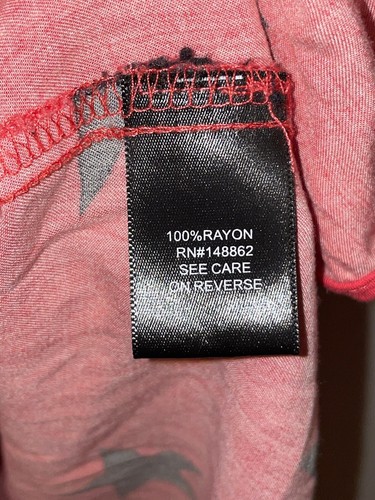 100%RAYON
RN#148862
SEE CARE
ON REVERSE